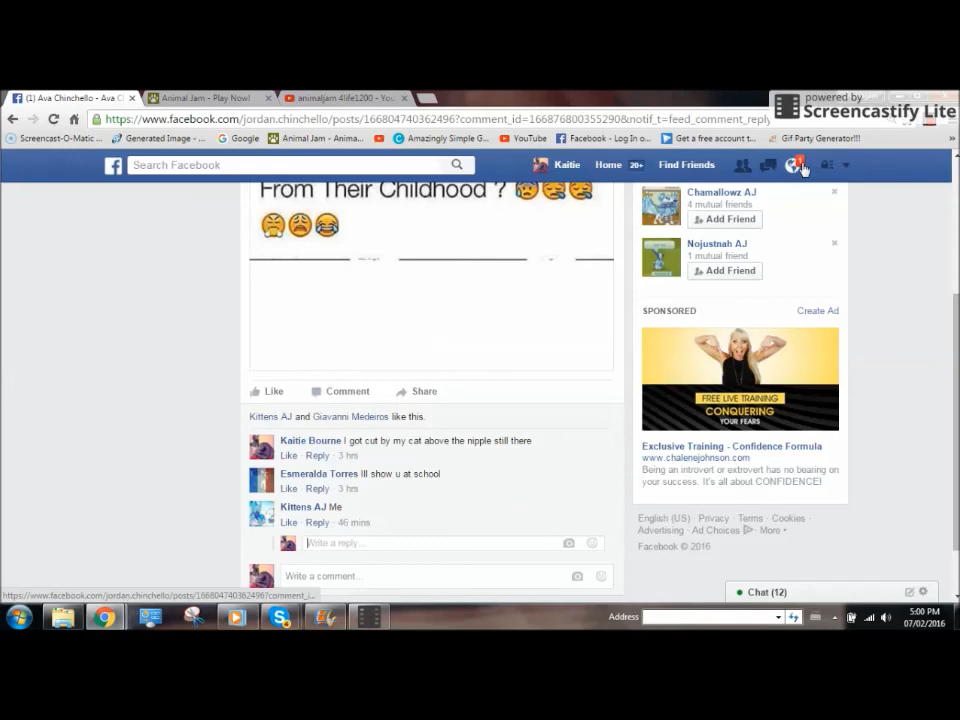 powered by
Screencastify Lite
(1) Ava Chinchello - Ava C
Animal Jam - Play Now!
animaljam 4life1200 - You
https://www.facebook.com/jordan.chinchello/posts/1668047403624 96?comment_id=1668768003552 90&notif_t=feed_comment_reply
Screencast-O-Matic ...
Generated Image - ...
Google
Animal Jam - Anima...
Amazingly Simple G...
YouTube
Facebook - Log In o...
Get a free account t...
Gif Party Generator!!!
Search Facebook
Kaitie
Home 20+
Find Friends
1
From Their Childhood ?
Like
Comment
Share
Kittens AJ and Giavanni Medeiros like this.
Kaitie Bourne I got cut by my cat above the nipple still there
Like · Reply · 3 hrs
Esmeralda Torres Ill show u at school
Like · Reply · 3 hrs
Kittens AJ Me
Like · Reply · 46 mins
Write a reply...
Write a comment...
Chamallowz AJ
4 mutual friends
Add Friend
Nojustnah AJ
1 mutual friend
Add Friend
SPONSORED
Create Ad
FREE LIVE TRAINING
CONQUERING
YOUR FEARS
Exclusive Training - Confidence Formula
www.chalenejohnson.com
Being an introvert or extrovert has no bearing on
your success. It's all about CONFIDENCE!
English (US) · Privacy · Terms · Cookies ·
Advertising · Ad Choices · More
Facebook © 2016
Chat (12)
https://www.facebook.com/jordan.chinchello/posts/166804740362496?comment_i...
Address
5:00 PM
07/02/2016